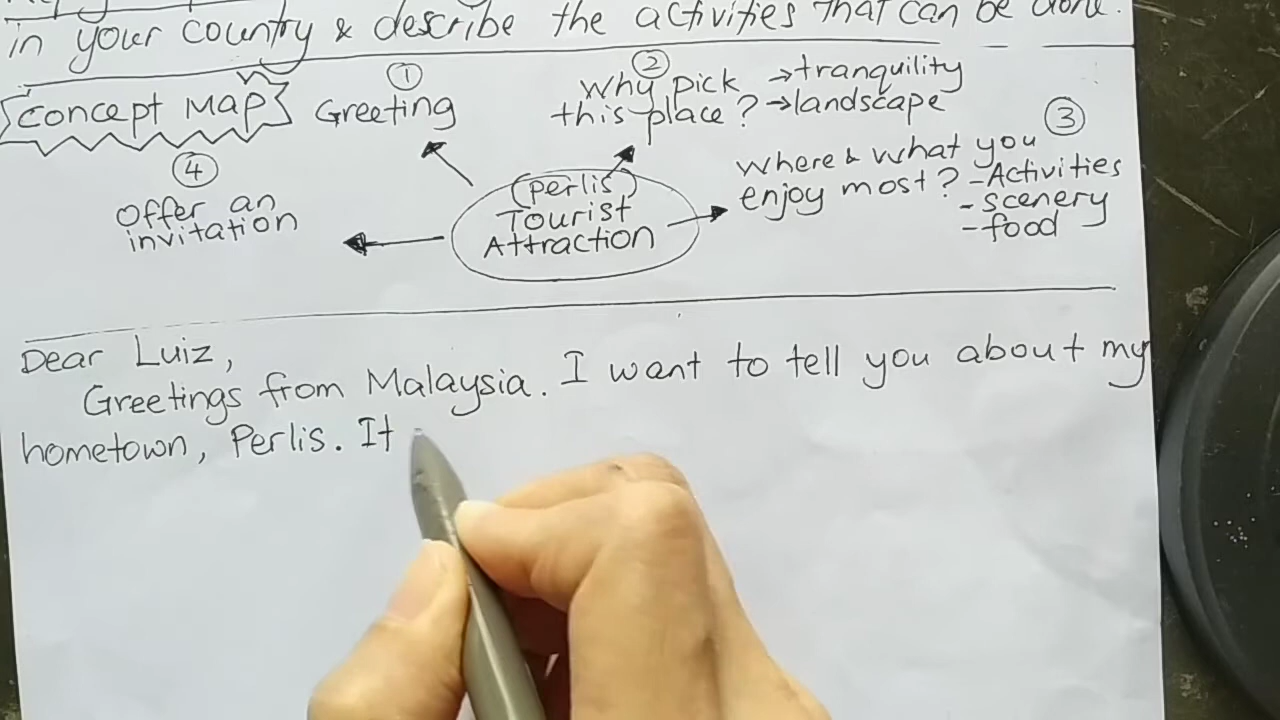 in your country & describe the activities that can be done.
Concept Map
① Greeting
② Why pick
this place?
→tranquility
→landscape
③ Where & what you
enjoy most?
-Activities
-scenery
-food
④ Offer an
invitation
(Perlis)
Tourist
Attraction
Dear Luiz,
Greetings from Malaysia. I want to tell you about my
hometown, Perlis. It